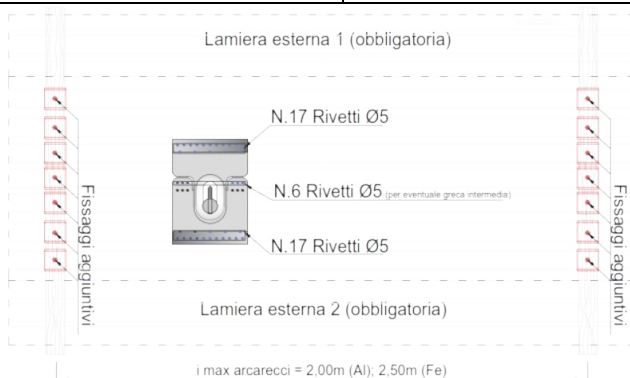 Lamiera esterna 1 (obbligatoria)
N.17 Rivetti Ø5
N.6 Rivetti Ø5 (per eventuale greca intermedia)
N.17 Rivetti Ø5
Fissaggi aggiuntivi
Fissaggi aggiuntivi
Lamiera esterna 2 (obbligatoria)
i max arcarecci = 2,00m (Al); 2,50m (Fe)